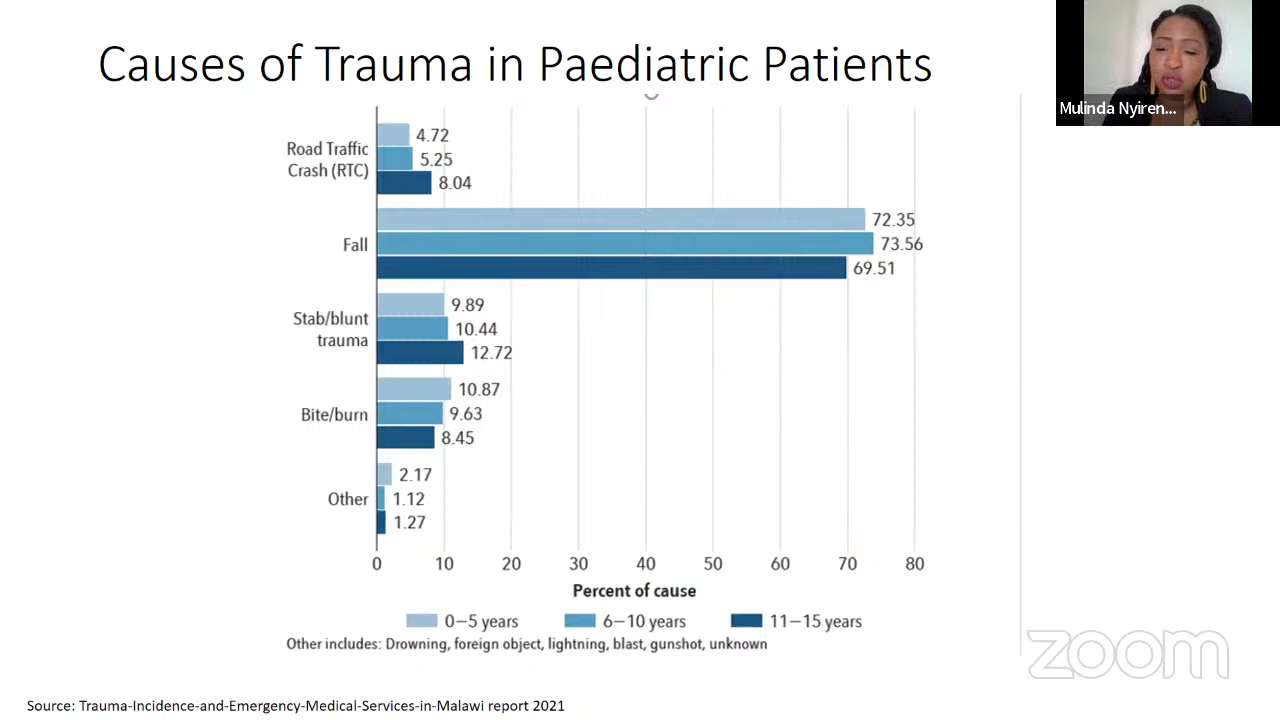 Causes of Trauma in Paediatric Patients
Mulinda Nyiren...
Road Traffic
Crash (RTC)
4.72
5.25
8.04
Fall
72.35
73.56
69.51
Stab/blunt
trauma
9.89
10.44
12.72
Bite/burn
10.87
9.63
8.45
Other
2.17
1.12
1.27
0 10 20 30 40 50 60 70 80
Percent of cause
0–5 years 6–10 years 11–15 years
Other includes: Drowning, foreign object, lightning, blast, gunshot, unknown
zoom
Source: Trauma-Incidence-and-Emergency-Medical-Services-in-Malawi report 2021